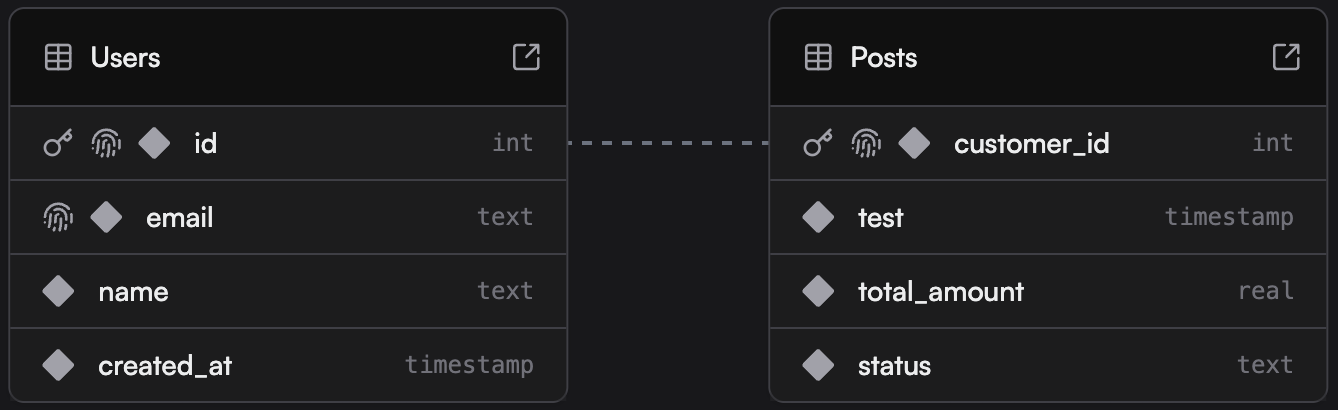 Users
id int
email text
name text
created_at timestamp
Posts
customer_id int
test timestamp
total_amount real
status text